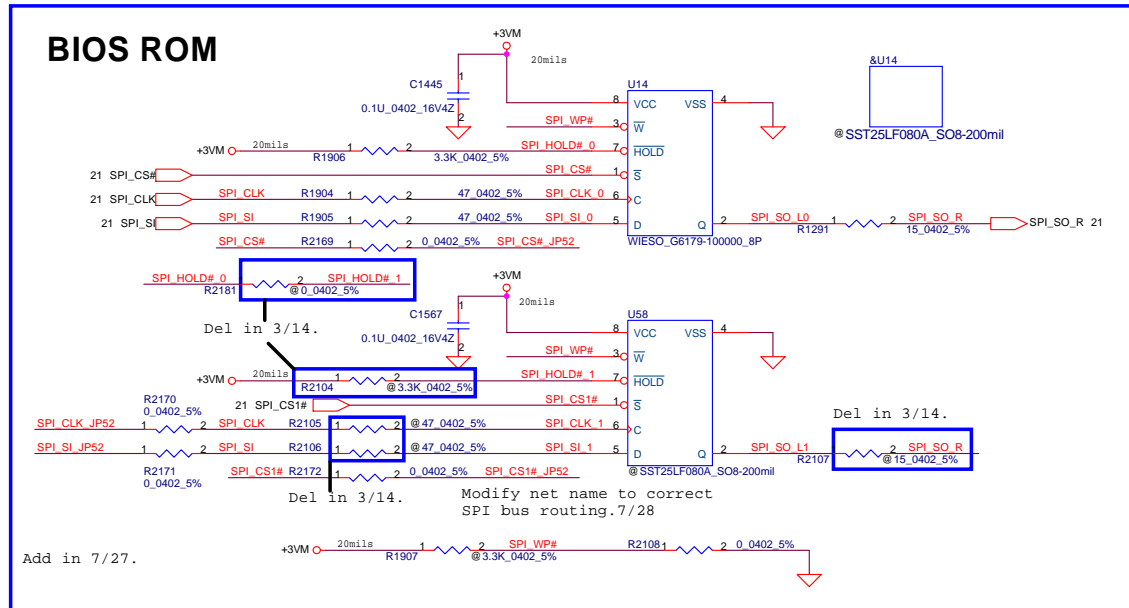 BIOS ROM
+3VM
20mils
&U14
@SST25LF080A_SO8-200mil
C1445
1
2
0.1U_0402_16V4Z
U14
8 VCC VSS 4
SPI_WP# 3 W
+3VM 20mils R1906 1 2 3.3K_0402_5% SPI_HOLD#_0 7 HOLD
21 SPI_CS# SPI_CS# 1 S
21 SPI_CLK SPI_CLK R1904 1 2 47_0402_5% SPI_CLK_0 6 C
21 SPI_SI SPI_SI R1905 1 2 47_0402_5% SPI_SI_0 5 D Q 2 SPI_SO_L0 R1291 1 2 15_0402_5% SPI_SO_R SPI_SO_R 21
WIESO_G6179-100000_8P
SPI_CS# R2169 1 2 0_0402_5% SPI_CS#_JP52
SPI_HOLD#_0 R2181 1 2 @0_0402_5% SPI_HOLD#_1
Del in 3/14.
+3VM
20mils
C1567
1
2
0.1U_0402_16V4Z
U58
8 VCC VSS 4
SPI_WP# 3 W
+3VM 20mils R2104 1 2 @3.3K_0402_5% SPI_HOLD#_1 7 HOLD
21 SPI_CS1# 1 S
SPI_CLK_JP52 R2170 1 2 0_0402_5% SPI_CLK R2105 1 2 @47_0402_5% SPI_CLK_1 6 C
SPI_SI_JP52 R2171 1 2 0_0402_5% SPI_SI R2106 1 2 @47_0402_5% SPI_SI_1 5 D Q 2 SPI_SO_L1 R2107 1 2 @15_0402_5% SPI_SO_R
Del in 3/14.
@SST25LF080A_SO8-200mil
SPI_CS1# R2172 1 2 0_0402_5% SPI_CS1#_JP52
Del in 3/14.
Modify net name to correct
SPI bus routing.7/28
Add in 7/27.
+3VM 20mils R1907 1 2 @3.3K_0402_5% SPI_WP# R2108 1 2 0_0402_5%